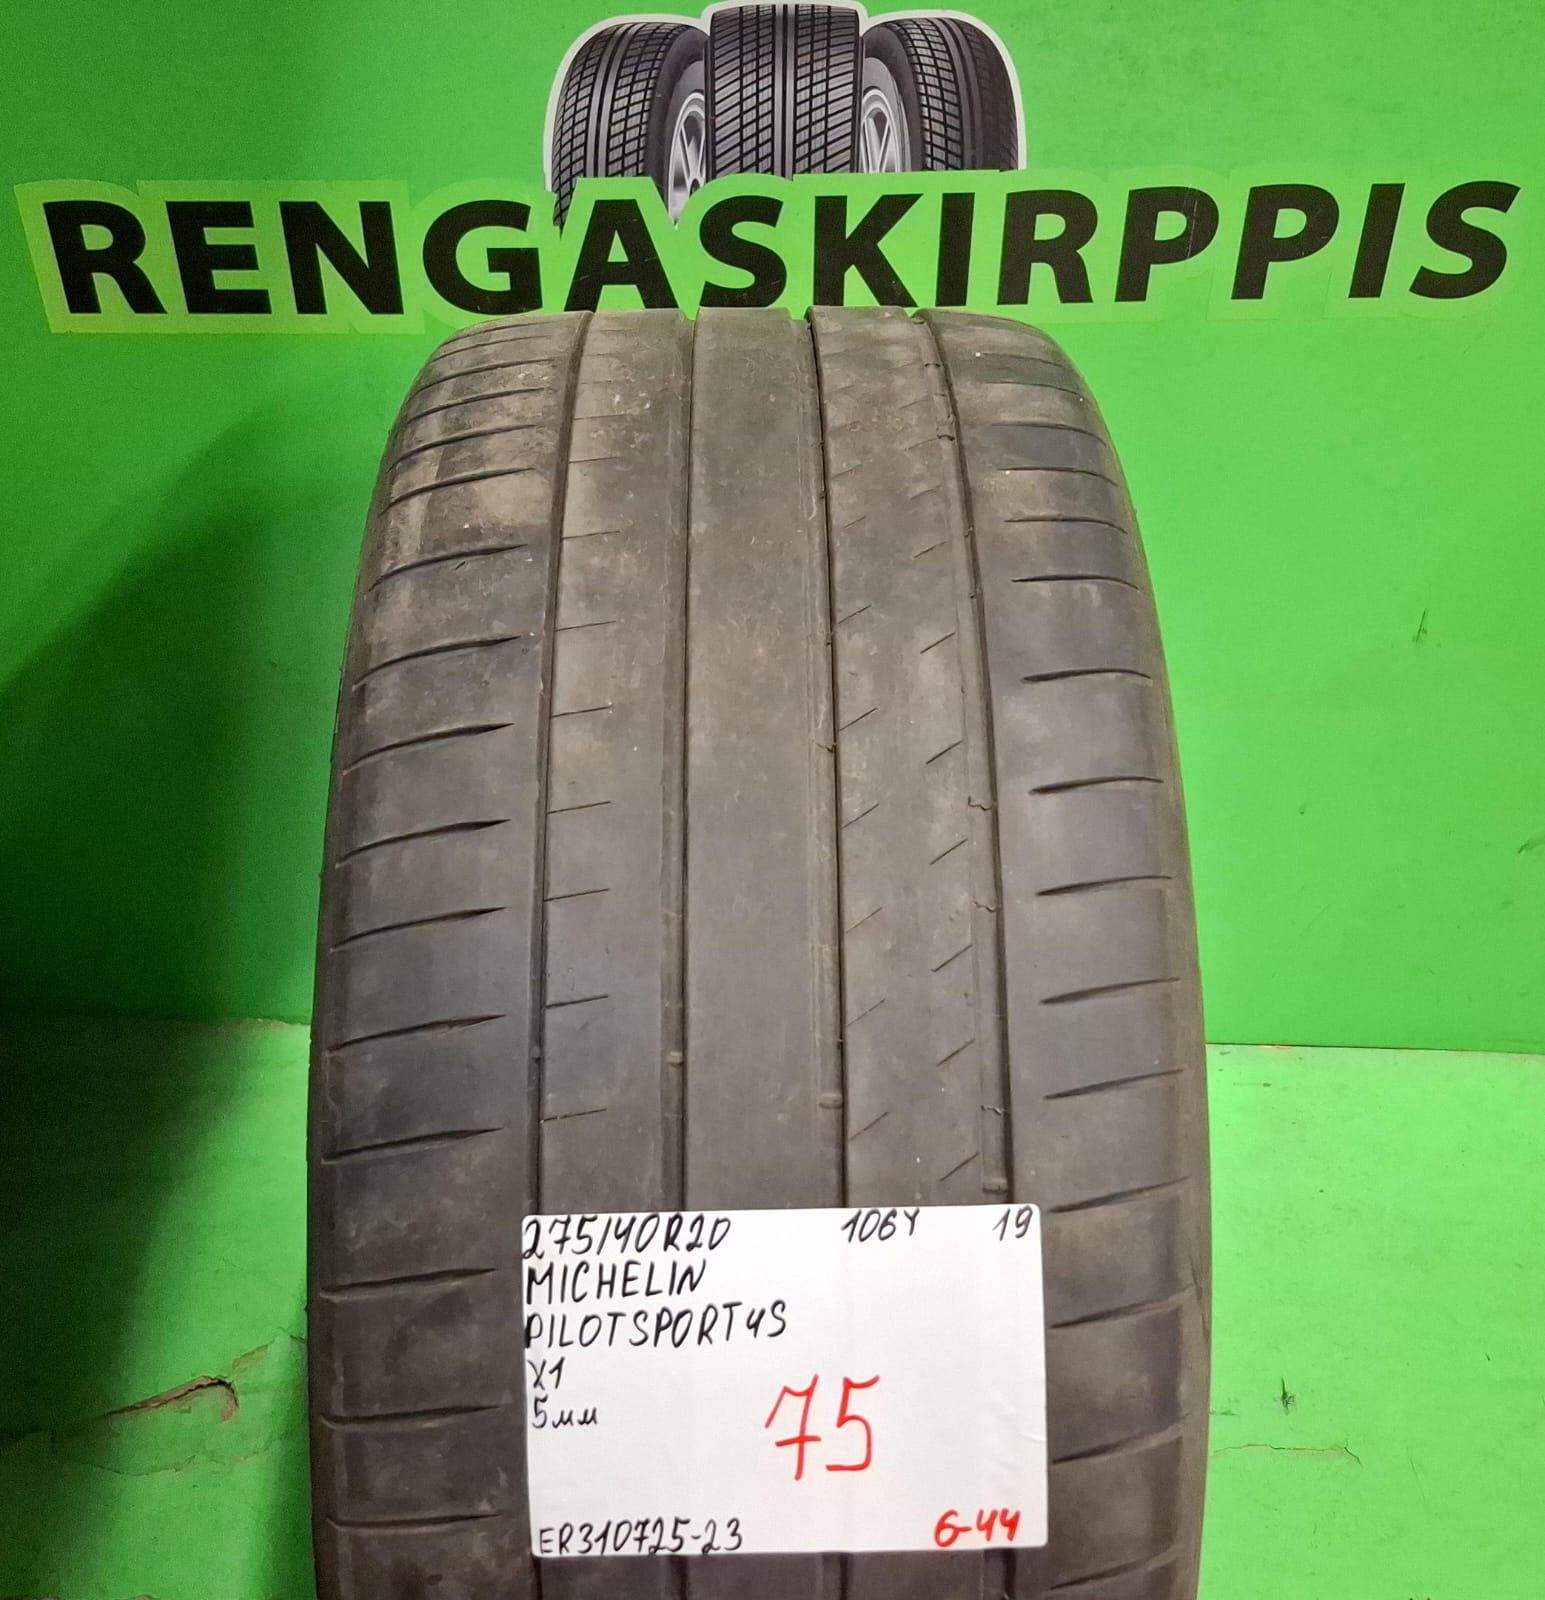 RENGASKIRPPIS
275/40R20 106Y 19
MICHELIN
PILOTSPORT4S
X1
5мм
75
ER310725-23 G-44